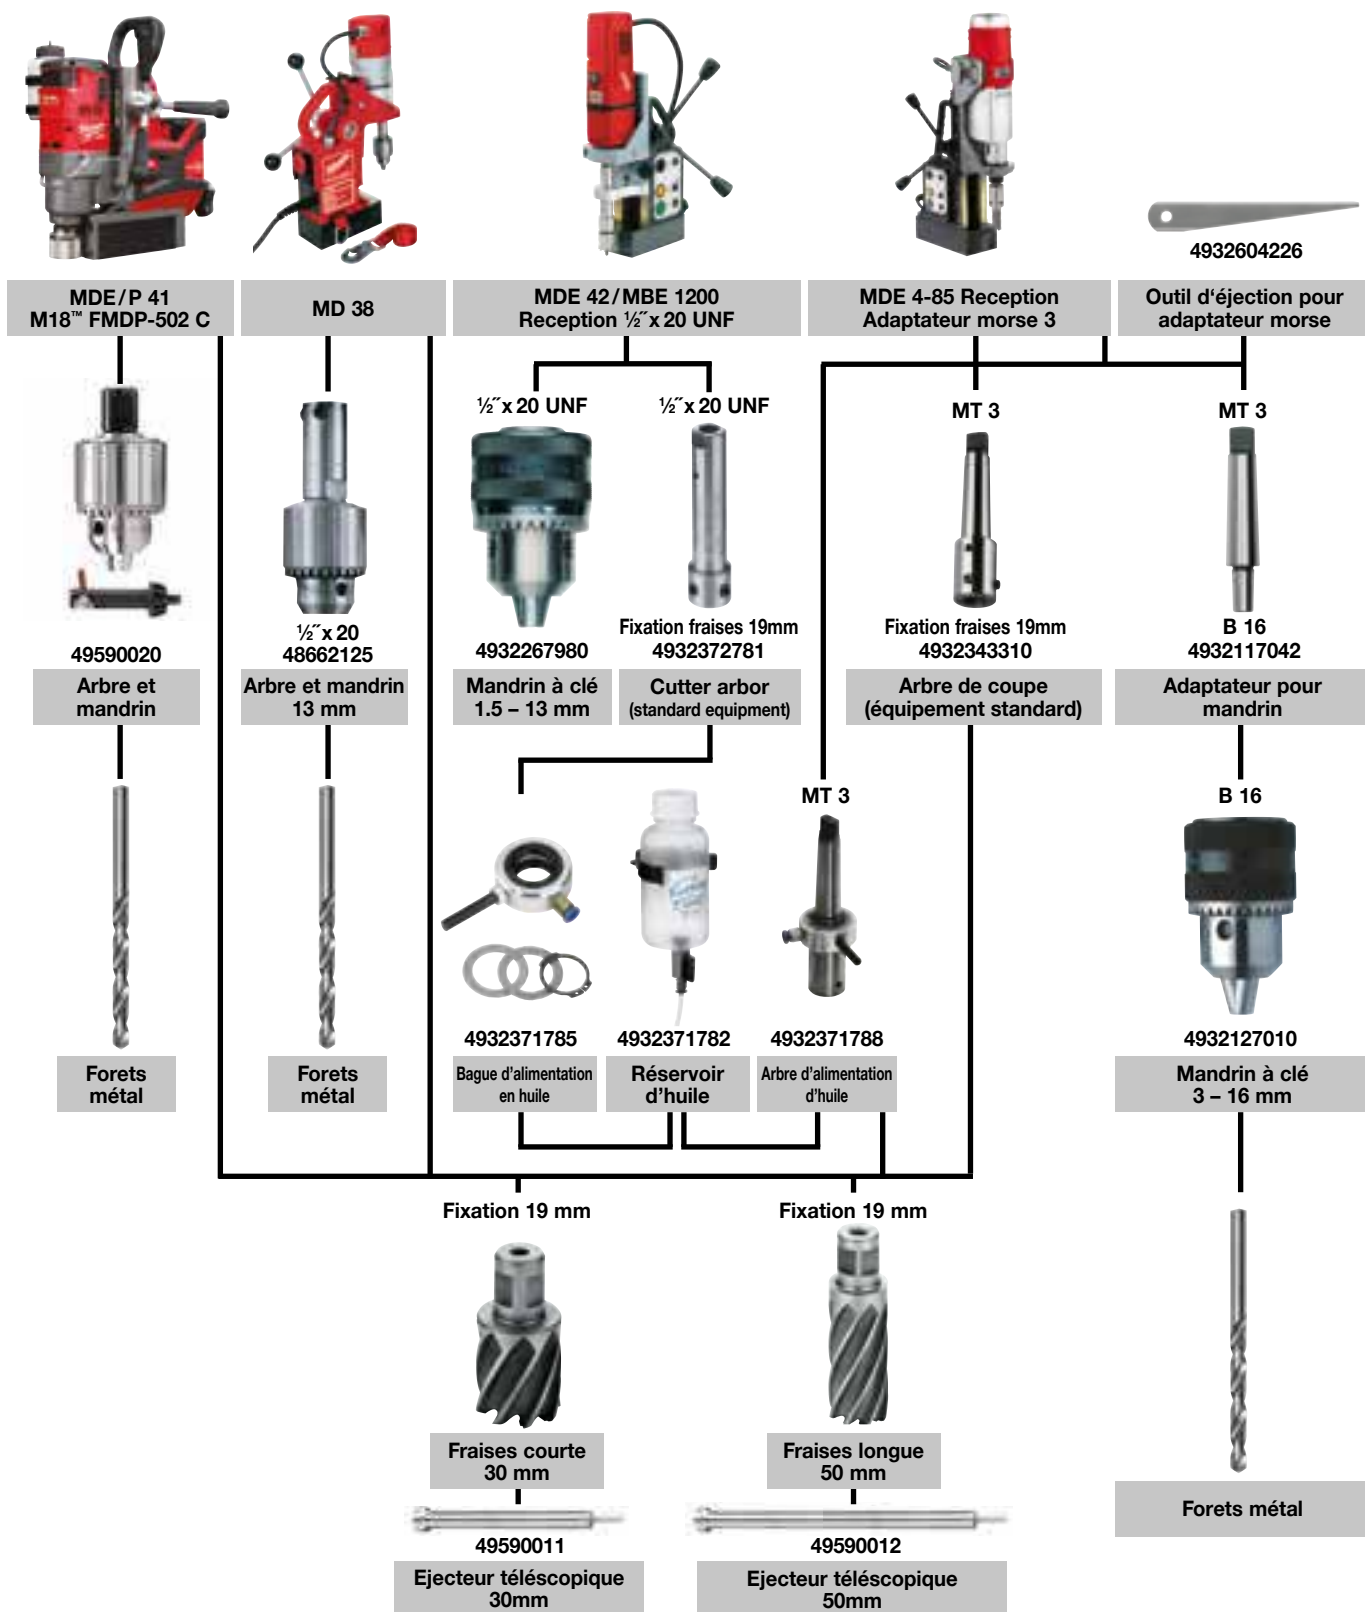 4932604226
MDE/P 41
M18™ FMDP-502 C
MD 38
MDE 42/MBE 1200
Reception ½˝x 20 UNF
MDE 4-85 Reception
Adaptateur morse 3
Outil d‘éjection pour
adaptateur morse
½˝x 20 UNF
½˝x 20 UNF
MT 3
MT 3
½˝x 20
Fixation fraises 19mm
Fixation fraises 19mm
B 16
49590020
48662125
4932267980
4932372781
4932343310
4932117042
Arbre et
mandrin
Arbre et mandrin
13 mm
Mandrin à clé
1.5 – 13 mm
Cutter arbor
(standard equipment)
Arbre de coupe
(équipement standard)
Adaptateur pour
mandrin
MT 3
B 16
4932371785
4932371782
4932371788
4932127010
Forets
métal
Forets
métal
Bague d’alimentation
en huile
Réservoir
d’huile
Arbre d’alimentation
d’huile
Mandrin à clé
3 – 16 mm
Fixation 19 mm
Fixation 19 mm
Fraises courte
30 mm
Fraises longue
50 mm
Forets métal
49590011
49590012
Ejecteur téléscopique
30mm
Ejecteur téléscopique
50mm